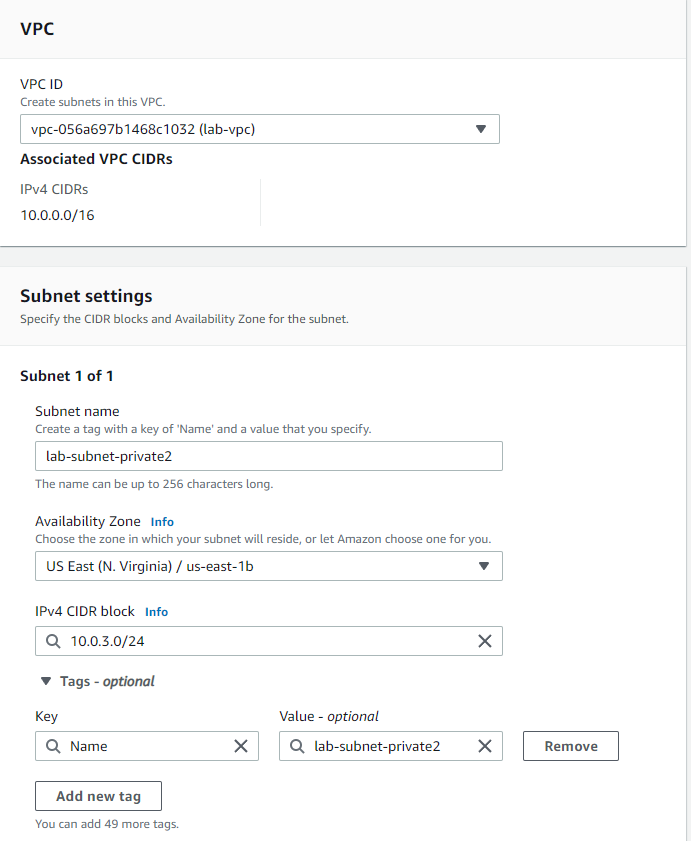 VPC
VPC ID
Create subnets in this VPC.
vpc-056a697b1468c1032 (lab-vpc)
Associated VPC CIDRs
IPv4 CIDRs
10.0.0.0/16
Subnet settings
Specify the CIDR blocks and Availability Zone for the subnet.
Subnet 1 of 1
Subnet name
Create a tag with a key of 'Name' and a value that you specify.
lab-subnet-private2
The name can be up to 256 characters long.
Availability Zone Info
Choose the zone in which your subnet will reside, or let Amazon choose one for you.
US East (N. Virginia) / us-east-1b
IPv4 CIDR block Info
10.0.3.0/24
Tags - optional
Key Value - optional
Name lab-subnet-private2 Remove
Add new tag
You can add 49 more tags.